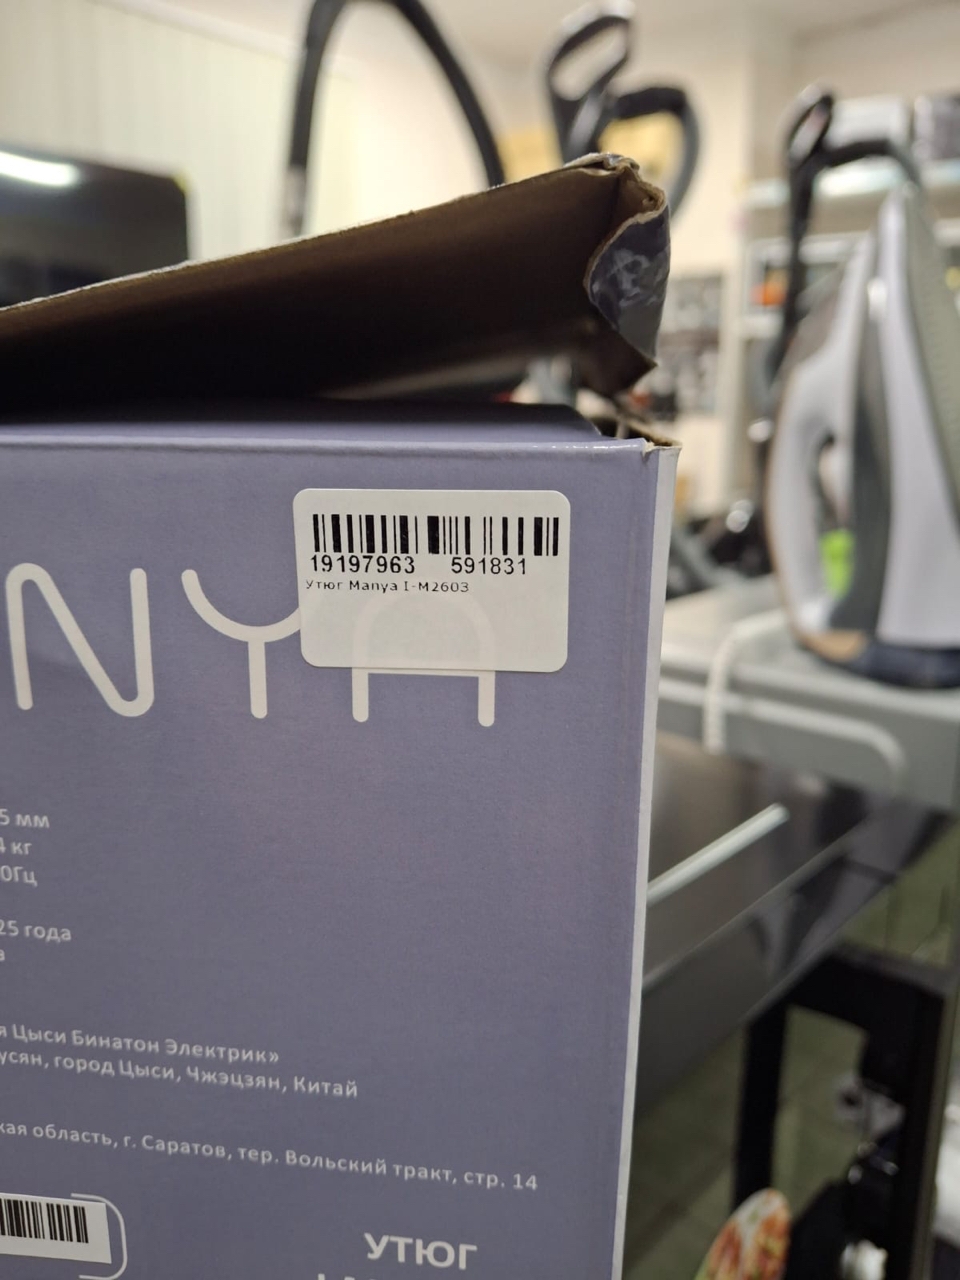 19197963 591831
Утюг Manya I-M2603
NYA
5 мм
4 кг
0Гц
25 года
Цыси Бинатон Электрик»
усян, город Цыси, Чжэцзян, Китай
кая область, г. Саратов, тер. Вольский тракт, стр. 14
УТЮГ